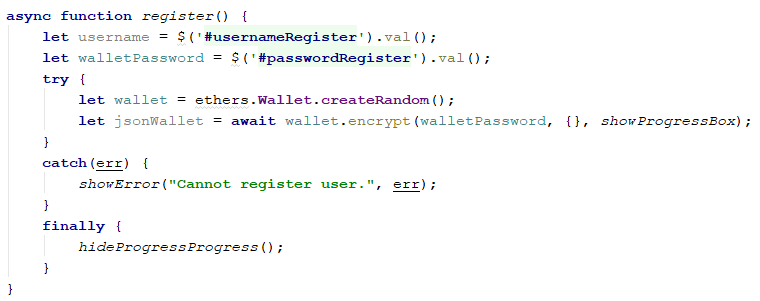 async function register() {
let username = $('#usernameRegister').val();
let walletPassword = $('#passwordRegister').val();
try {
let wallet = ethers.Wallet.createRandom();
let jsonWallet = await wallet.encrypt(walletPassword, {}, showProgressBox);
}
catch(err) {
showError("Cannot register user.", err);
}
finally {
hideProgressProgress();
}
}